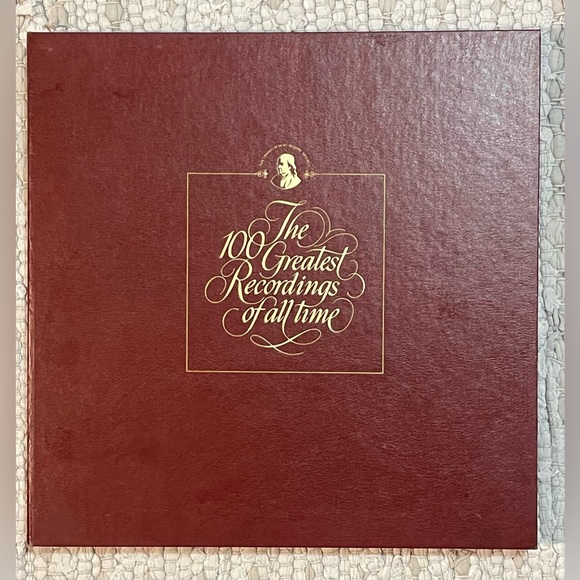 The
100 Greatest
Recordings
of all time